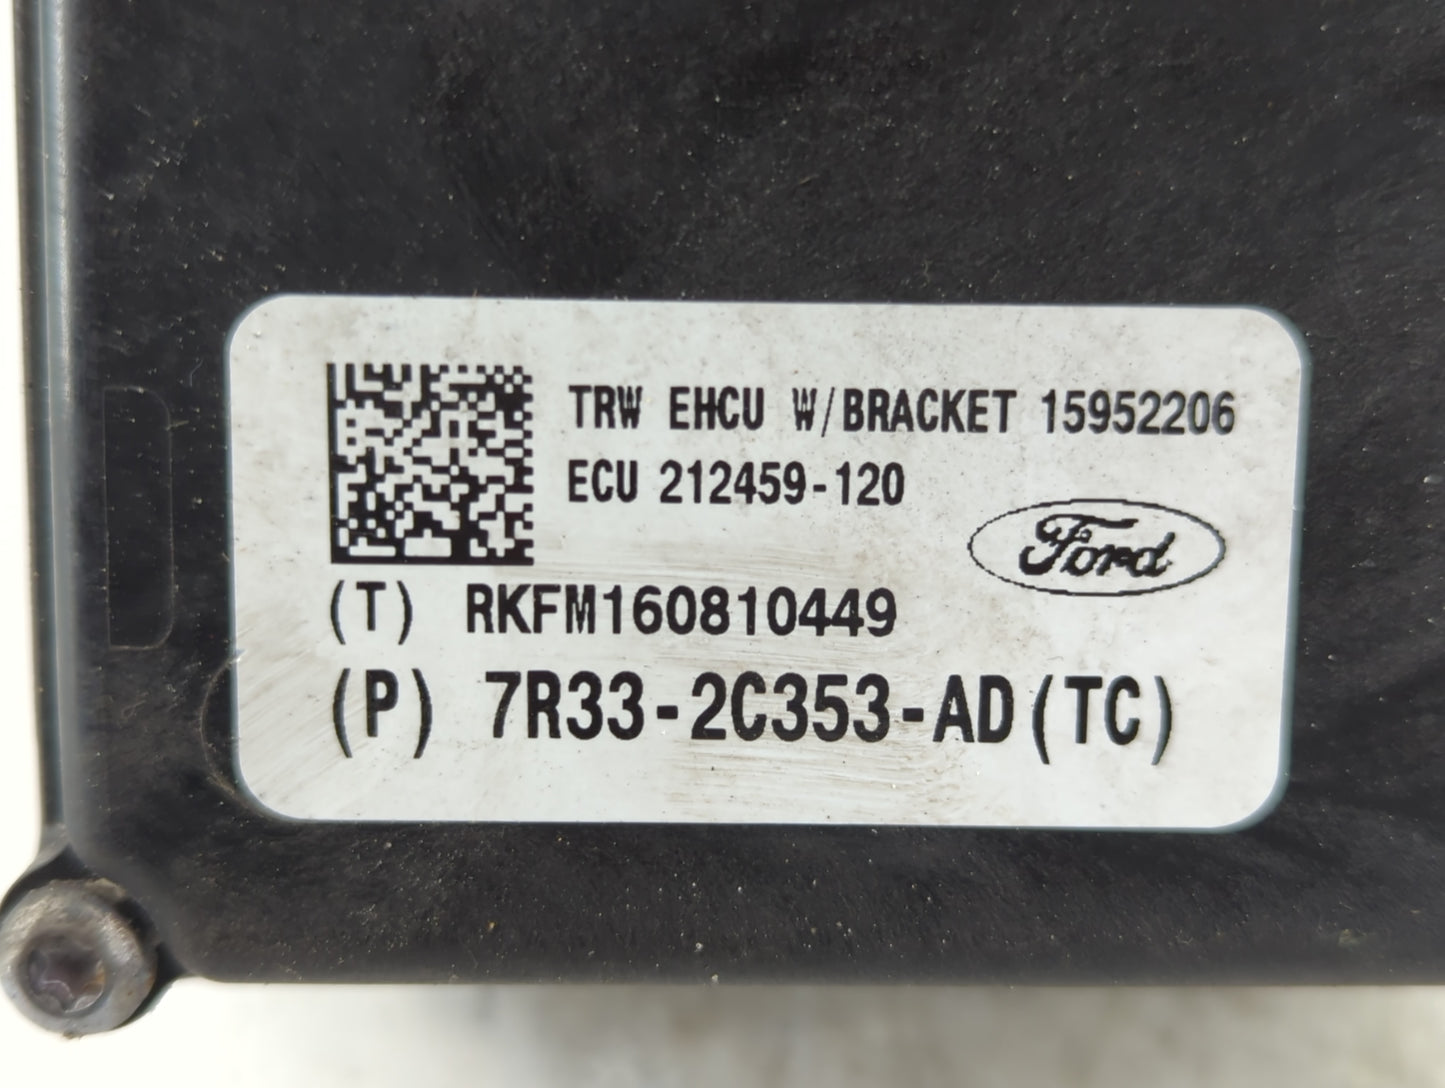 TRW EHCU W/BRACKET 15952206
ECU 212459-120
Ford
(T) RKFM160810449
(P) 7R33-2C353-AD(TC)